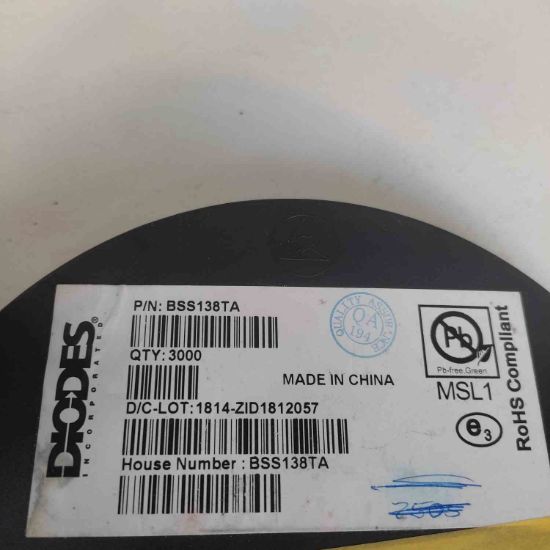 DIODES®
INCORPORATED
P/N: BSS138TA
QTY: 3000
MADE IN CHINA
D/C-LOT: 1814-ZID1812057
House Number : BSS138TA
QUALITY ASSURANCE
QA
194
Pb
Pb-free.Green
MSL1
e3
RoHS Compliant